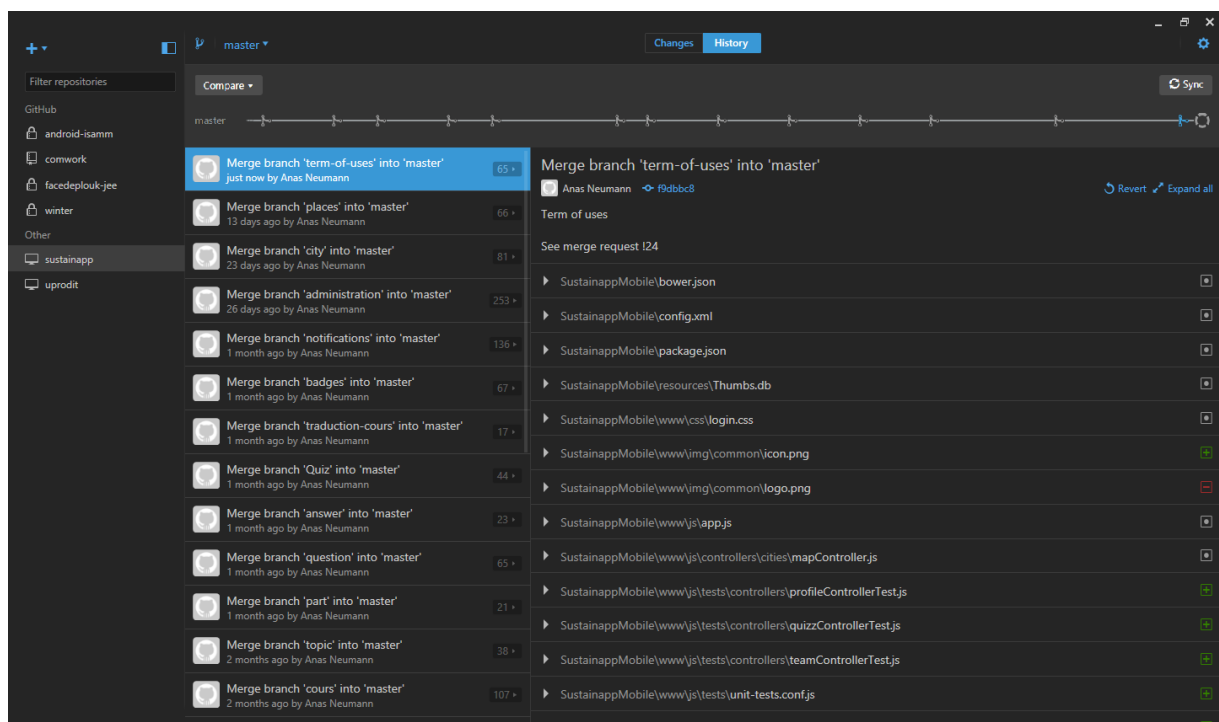 master
Changes
History
Filter repositories
GitHub
android-isamm
comwork
facedeplouk-jee
winter
Other
sustainapp
uprodit
Compare
Sync
master
Merge branch 'term-of-uses' into 'master'
just now by Anas Neumann
65
Merge branch 'places' into 'master'
13 days ago by Anas Neumann
66
Merge branch 'city' into 'master'
23 days ago by Anas Neumann
81
Merge branch 'administration' into 'master'
26 days ago by Anas Neumann
253
Merge branch 'notifications' into 'master'
1 month ago by Anas Neumann
136
Merge branch 'badges' into 'master'
1 month ago by Anas Neumann
67
Merge branch 'traduction-cours' into 'master'
1 month ago by Anas Neumann
17
Merge branch 'Quiz' into 'master'
1 month ago by Anas Neumann
44
Merge branch 'answer' into 'master'
1 month ago by Anas Neumann
23
Merge branch 'question' into 'master'
1 month ago by Anas Neumann
65
Merge branch 'part' into 'master'
1 month ago by Anas Neumann
21
Merge branch 'topic' into 'master'
2 months ago by Anas Neumann
38
Merge branch 'cours' into 'master'
2 months ago by Anas Neumann
107
Merge branch 'term-of-uses' into 'master'
Anas Neumann f9dbbc8
Revert Expand all
Term of uses
See merge request !24
SustainappMobile\bower.json
SustainappMobile\config.xml
SustainappMobile\package.json
SustainappMobile\resources\Thumbs.db
SustainappMobile\www\css\login.css
SustainappMobile\www\img\common\icon.png
SustainappMobile\www\img\common\logo.png
SustainappMobile\www\js\app.js
SustainappMobile\www\js\controllers\cities\mapController.js
SustainappMobile\www\js\tests\controllers\profileControllerTest.js
SustainappMobile\www\js\tests\controllers\quizzControllerTest.js
SustainappMobile\www\js\tests\controllers\teamControllerTest.js
SustainappMobile\www\js\tests\unit-tests.conf.js